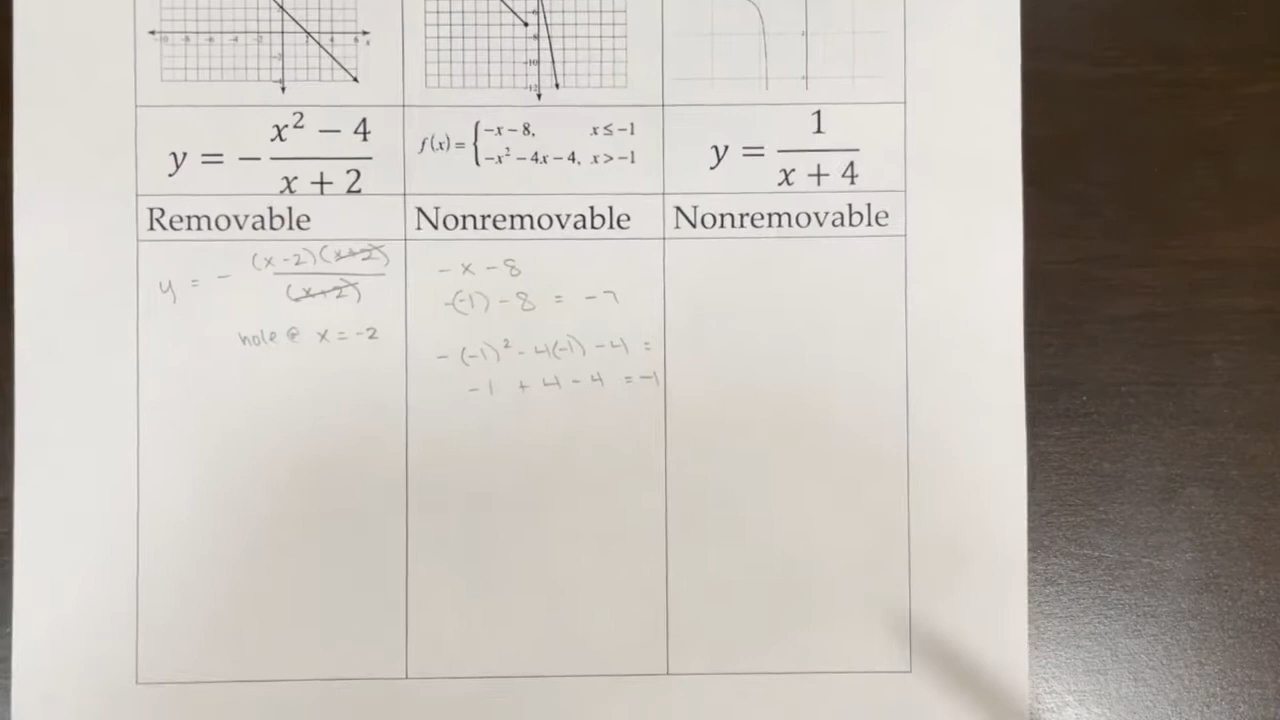 y = - x² - 4 / x + 2
f(x) = { -x - 8, x ≤ -1
-x² - 4x - 4, x > -1
y = 1 / x + 4
Removable
Nonremovable
Nonremovable
y = - (x-2)(x+2) / (x+2)
hole @ x = -2
-x - 8
-(-1) - 8 = -7
-(-1)² - 4(-1) - 4 =
-1 + 4 - 4 = -1